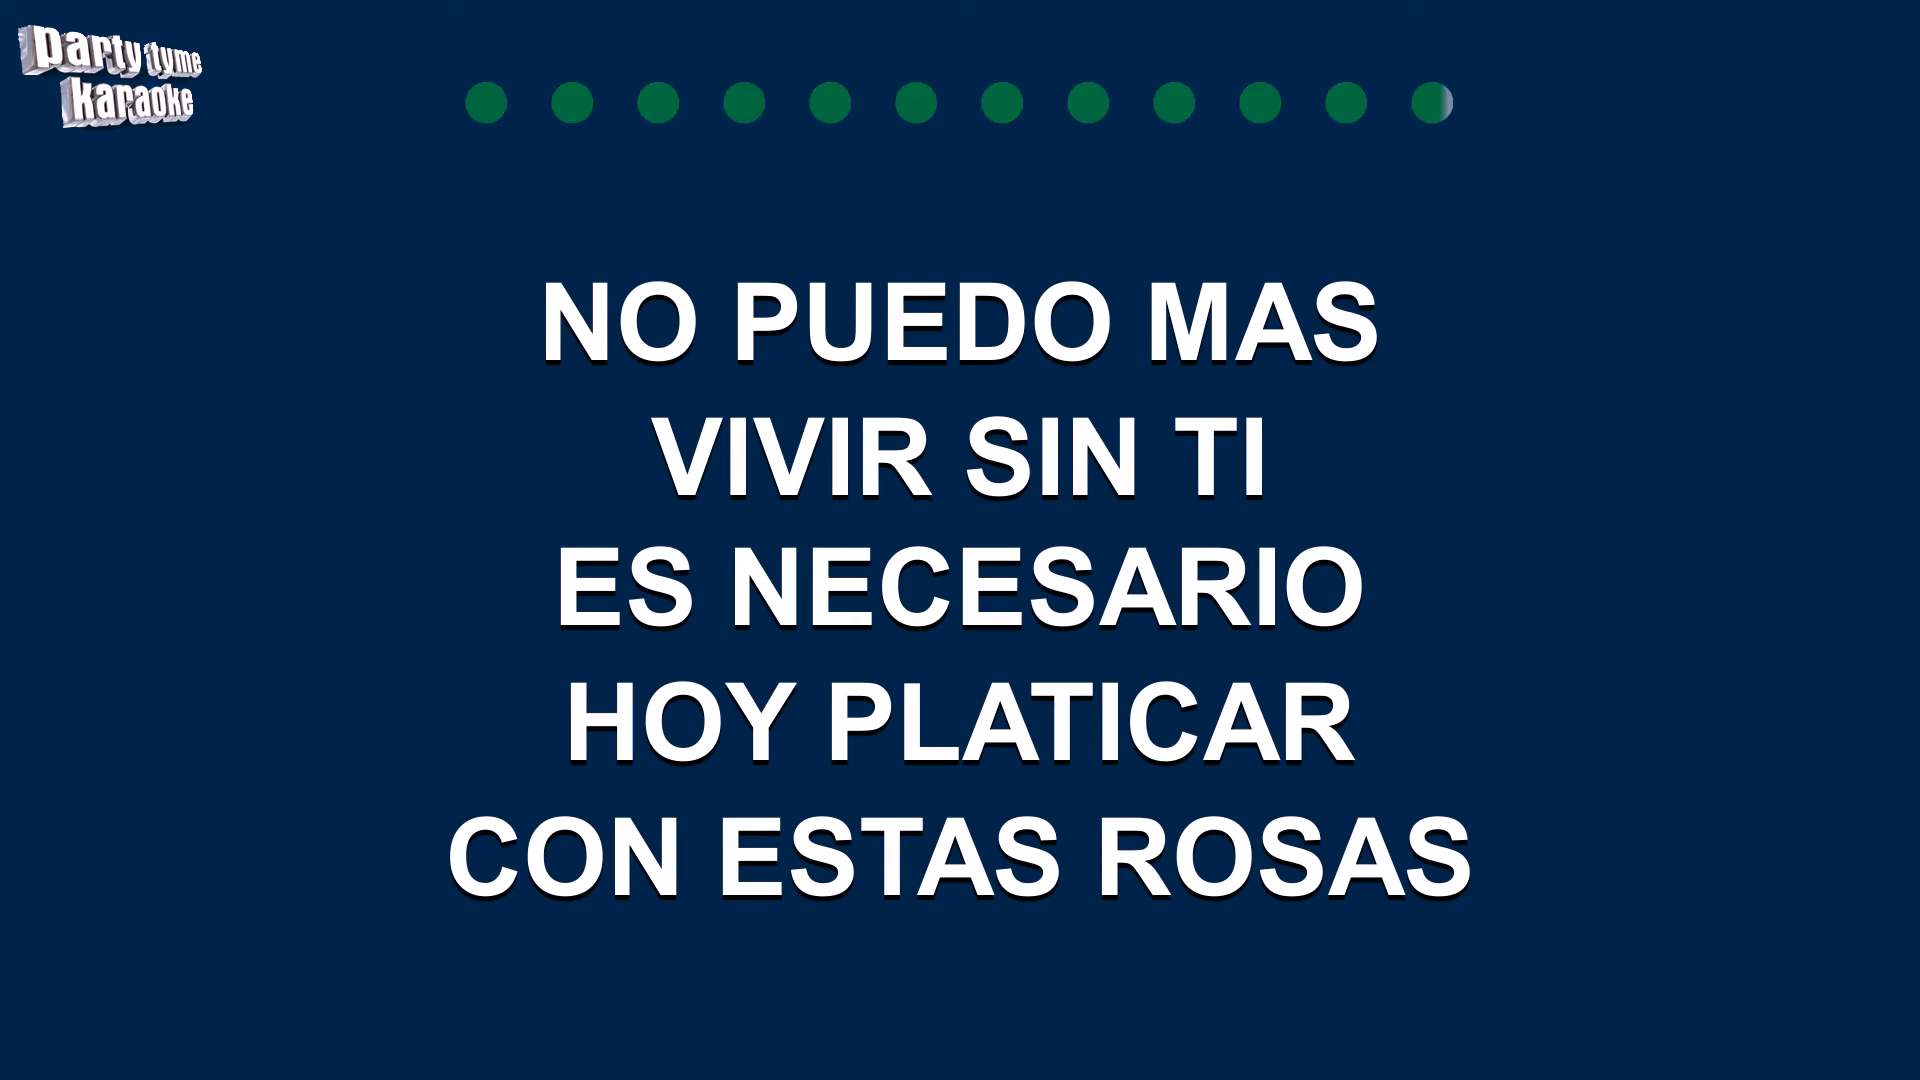 party tyme
karaoke
NO PUEDO MAS
VIVIR SIN TI
ES NECESARIO
HOY PLATICAR
CON ESTAS ROSAS